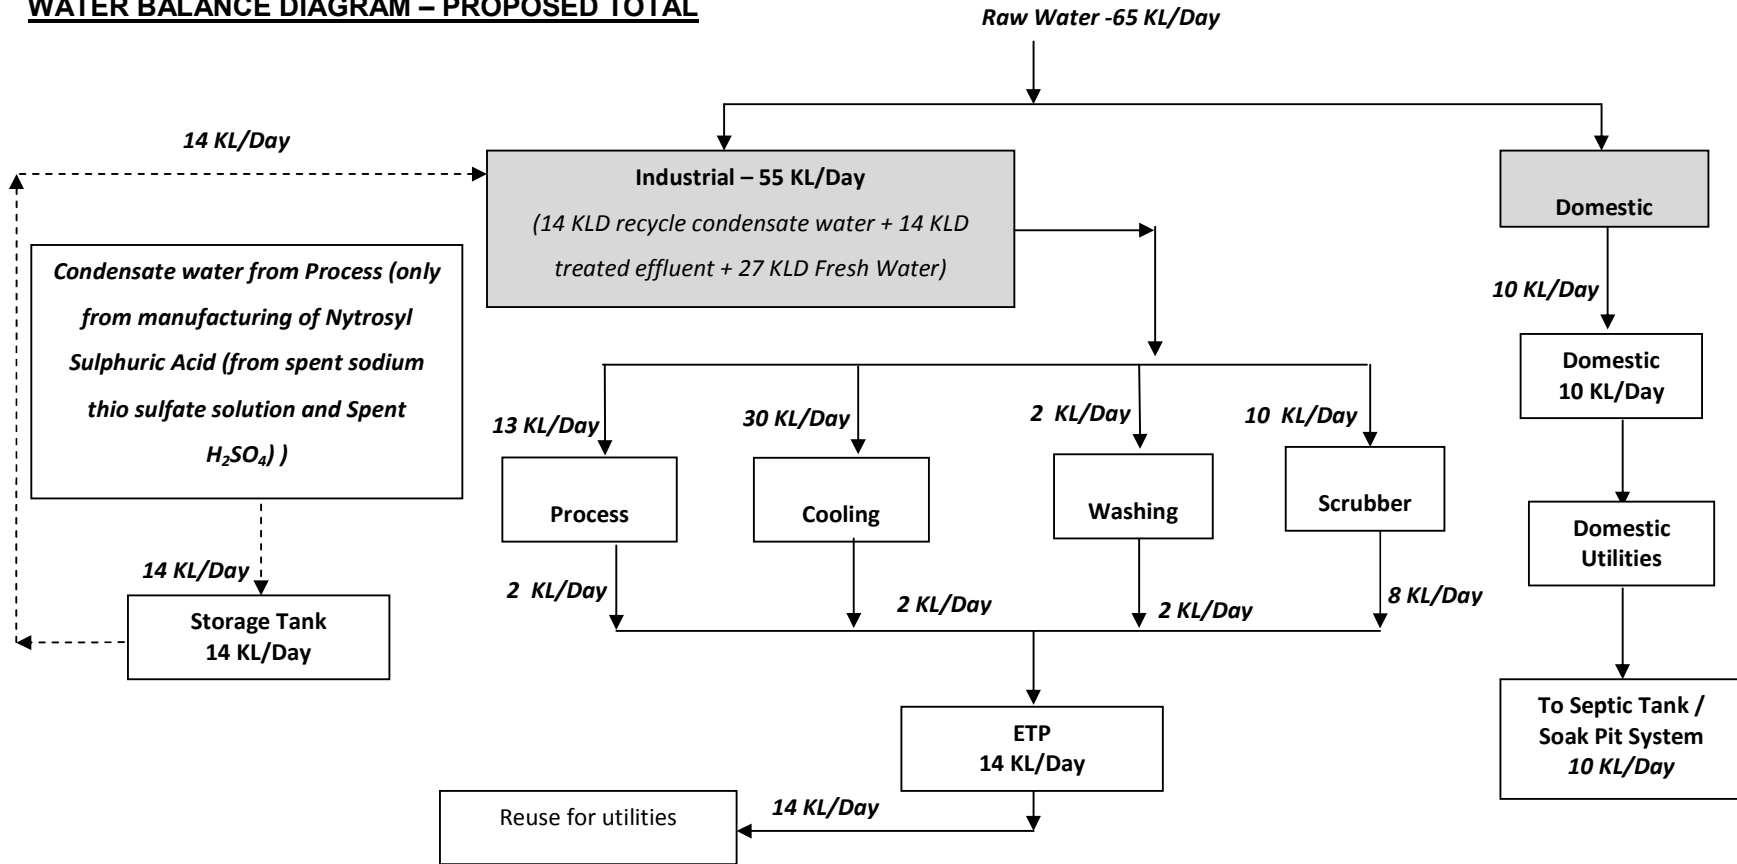 WATER BALANCE DIAGRAM – PROPOSED TOTAL
Raw Water -65 KL/Day
14 KL/Day
Industrial – 55 KL/Day
(14 KLD recycle condensate water + 14 KLD
treated effluent + 27 KLD Fresh Water)
Domestic
Condensate water from Process (only
from manufacturing of Nytrosyl
Sulphuric Acid (from spent sodium
thio sulfate solution and Spent
H₂SO₄) )
10 KL/Day
Domestic
10 KL/Day
13 KL/Day
30 KL/Day
2 KL/Day
10 KL/Day
Process
Cooling
Washing
Scrubber
Domestic
Utilities
14 KL/Day
Storage Tank
14 KL/Day
2 KL/Day
2 KL/Day
2 KL/Day
8 KL/Day
ETP
14 KL/Day
To Septic Tank /
Soak Pit System
10 KL/Day
14 KL/Day
Reuse for utilities